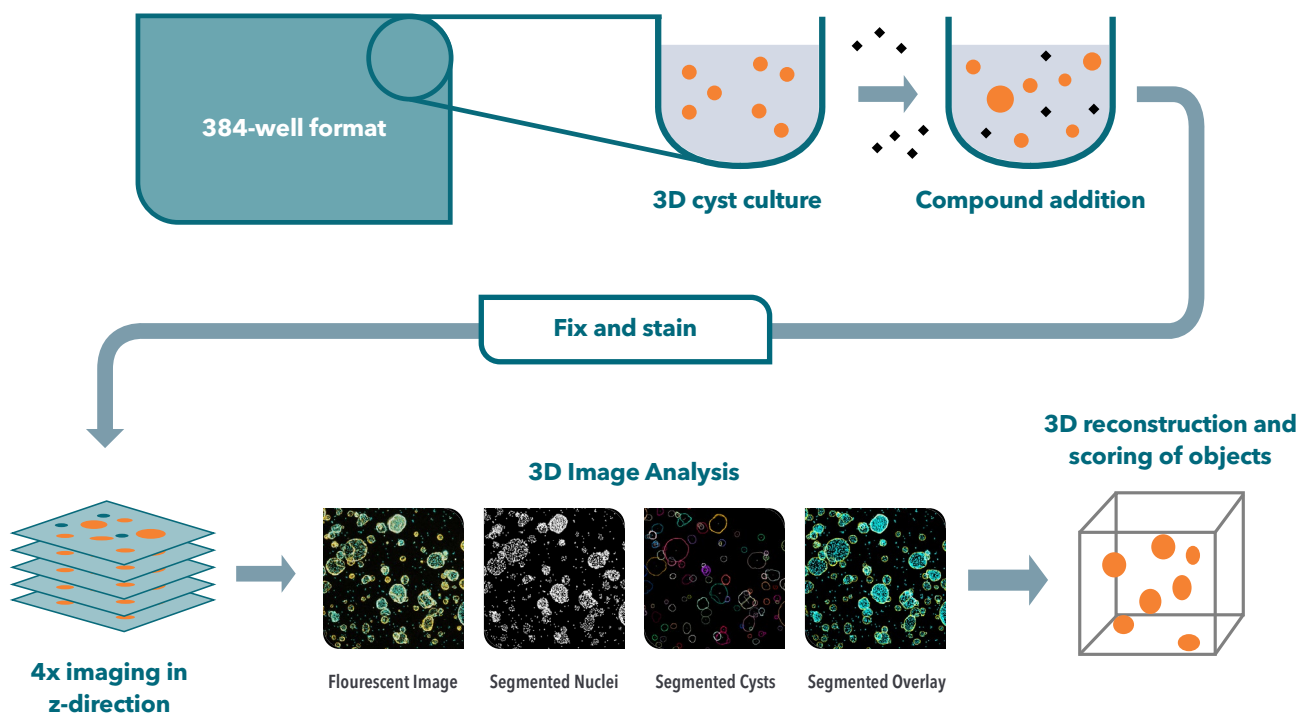 384-well format
3D cyst culture
Compound addition
Fix and stain
3D reconstruction and
scoring of objects
3D Image Analysis
4x imaging in
z-direction
Flourescent Image
Segmented Nuclei
Segmented Cysts
Segmented Overlay